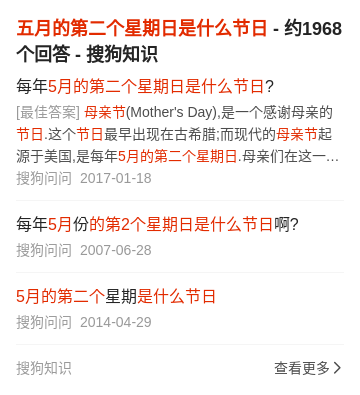 五月的第二个星期日是什么节日 - 约1968
个回答 - 搜狗知识
每年5月的第二个星期日是什么节日?
[最佳答案] 母亲节(Mother's Day),是一个感谢母亲的
节日.这个节日最早出现在古希腊;而现代的母亲节起
源于美国,是每年5月的第二个星期日.母亲们在这一...
搜狗问问 2017-01-18
每年5月份的第2个星期日是什么节日啊?
搜狗问问 2007-06-28
5月的第二个星期是什么节日
搜狗问问 2014-04-29
搜狗知识 查看更多 >